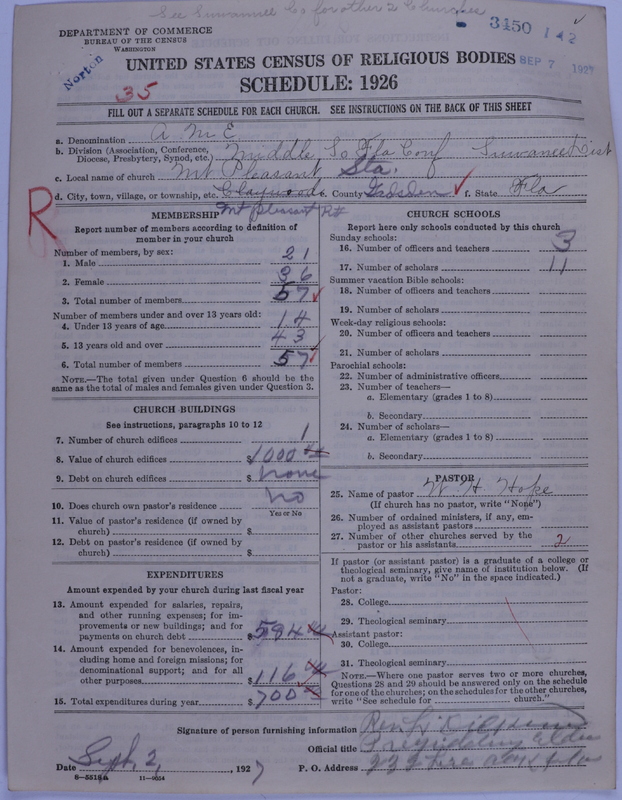 See Suwannee Co for other 2 Churches
3450 142
DEPARTMENT OF COMMERCE
BUREAU OF THE CENSUS
WASHINGTON
Norton
UNITED STATES CENSUS OF RELIGIOUS BODIES
SEP 7 1927
SCHEDULE: 1926
35
FILL OUT A SEPARATE SCHEDULE FOR EACH CHURCH. SEE INSTRUCTIONS ON THE BACK OF THIS SHEET
a. Denomination A M E
b. Division (Association, Conference, Diocese, Presbytery, Synod, etc.) Middle So Fla Conf Suwanee Dist
c. Local name of church Mt Pleasant Sta.
d. City, town, village, or township, etc. e. County Gadsden f. State Fla
R
Mt pleasant
MEMBERSHIP
Report number of members according to definition of
member in your church
Number of members, by sex:
1. Male 21
2. Female 36
3. Total number of members 57
Number of members under and over 13 years old:
4. Under 13 years of age 14
5. 13 years old and over 43
6. Total number of members 57
NOTE.—The total given under Question 6 should be the
same as the total of males and females given under Question 3.
CHURCH BUILDINGS
See instructions, paragraphs 10 to 12
7. Number of church edifices 1
8. Value of church edifices $1000
9. Debt on church edifices $ none
10. Does church own pastor's residence no
Yes or No
11. Value of pastor's residence (if owned by
church) $
12. Debt on pastor's residence (if owned by
church) $
EXPENDITURES
Amount expended by your church during last fiscal year
13. Amount expended for salaries, repairs,
and other running expenses; for im-
provements or new buildings; and for
payments on church debt $584
14. Amount expended for benevolences, in-
cluding home and foreign missions; for
denominational support; and for all
other purposes $116
15. Total expenditures during year $700
CHURCH SCHOOLS
Report here only schools conducted by this church
Sunday schools:
16. Number of officers and teachers 3
17. Number of scholars 11
Summer vacation Bible schools:
18. Number of officers and teachers
19. Number of scholars
Week-day religious schools:
20. Number of officers and teachers
21. Number of scholars
Parochial schools:
22. Number of administrative officers
23. Number of teachers—
a. Elementary (grades 1 to 8)
b. Secondary
24. Number of scholars—
a. Elementary (grades 1 to 8)
b. Secondary
PASTOR
25. Name of pastor W H Hope
(If church has no pastor, write "None")
26. Number of ordained ministers, if any, em-
ployed as assistant pastors
27. Number of other churches served by the
pastor or his assistants 2
If pastor (or assistant pastor) is a graduate of a college or
theological seminary, give name of institution below. (If
not a graduate, write "No" in the space indicated.)
Pastor:
28. College
29. Theological seminary
Assistant pastor:
30. College
31. Theological seminary
NOTE.—Where one pastor serves two or more churches,
Questions 28 and 29 should be answered only on the schedule
for one of the churches; on the schedules for the other churches,
write "See schedule for church."
Signature of person furnishing information Rev
Official title Presiding Elder
Date Sept 2, 1927 P. O. Address
8—5518a 11—9054